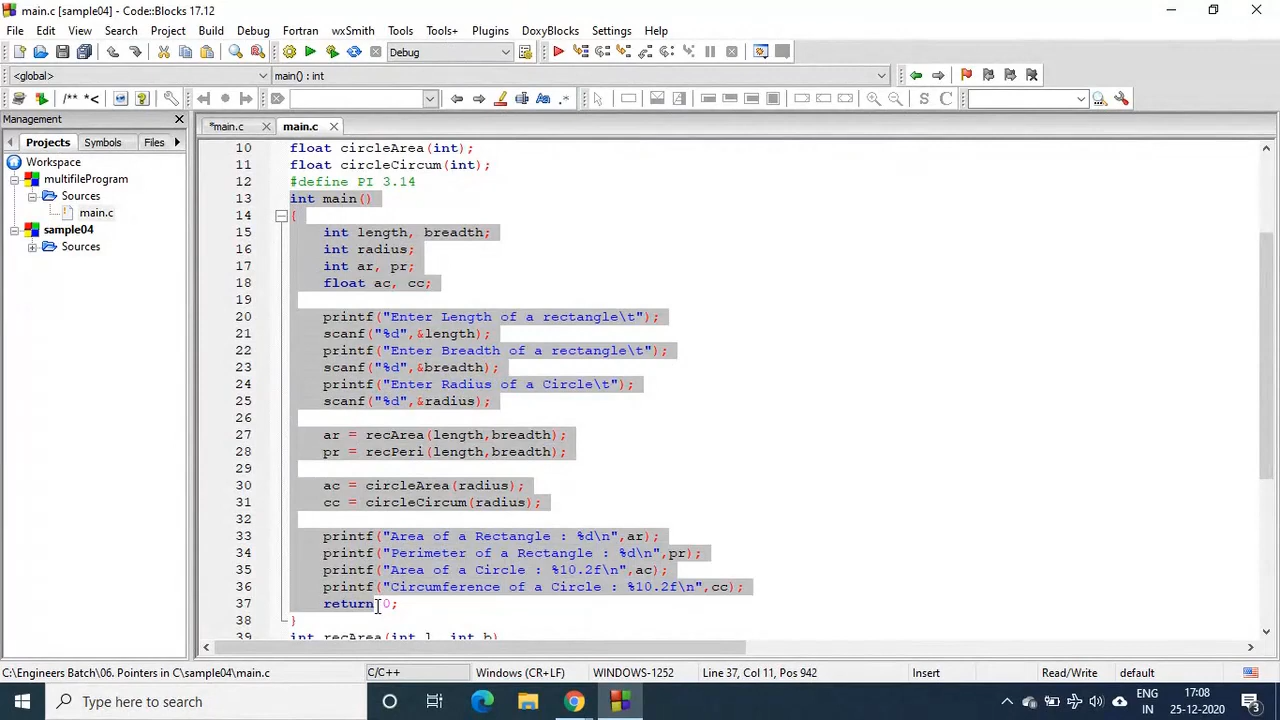 main.c [sample04] - Code::Blocks 17.12
File Edit View Search Project Build Debug Fortran wxSmith Tools Tools+ Plugins DoxyBlocks Settings Help
Debug
<global> main() : int
/** *<
.*
S C
Management
*main.c main.c
Projects Symbols Files
Workspace
multifileProgram
Sources
main.c
sample04
Sources
10 float circleArea(int);
11 float circleCircum(int);
12 #define PI 3.14
13 int main()
14 {
15 int length, breadth;
16 int radius;
17 int ar, pr;
18 float ac, cc;
19
20 printf("Enter Length of a rectangle\t");
21 scanf("%d",&length);
22 printf("Enter Breadth of a rectangle\t");
23 scanf("%d",&breadth);
24 printf("Enter Radius of a Circle\t");
25 scanf("%d",&radius);
26
27 ar = recArea(length,breadth);
28 pr = recPeri(length,breadth);
29
30 ac = circleArea(radius);
31 cc = circleCircum(radius);
32
33 printf("Area of a Rectangle : %d\n",ar);
34 printf("Perimeter of a Rectangle : %d\n",pr);
35 printf("Area of a Circle : %10.2f\n",ac);
36 printf("Circumference of a Circle : %10.2f\n",cc);
37 return 0;
38 }
39 int recArea(int l, int b)
C:\Engineers Batch\06. Pointers in C\sample04\main.c C/C++ Windows (CR+LF) WINDOWS-1252 Line 37, Col 11, Pos 942 Insert Read/Write default
Type here to search
ENG
IN
17:08
25-12-2020
3